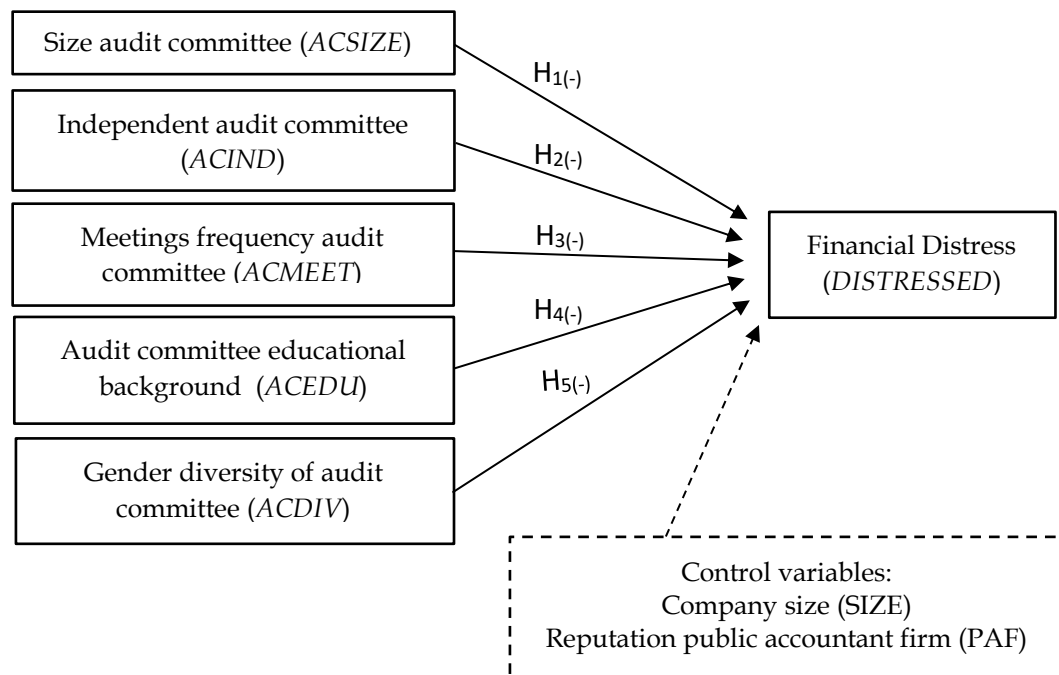 Size audit committee (ACSIZE)
H1(-)
Independent audit committee
(ACIND)
H2(-)
Meetings frequency audit
committee (ACMEET)
H3(-)
Audit committee educational
background (ACEDU)
H4(-)
Gender diversity of audit
committee (ACDIV)
H5(-)
Financial Distress
(DISTRESSED)
Control variables:
Company size (SIZE)
Reputation public accountant firm (PAF)